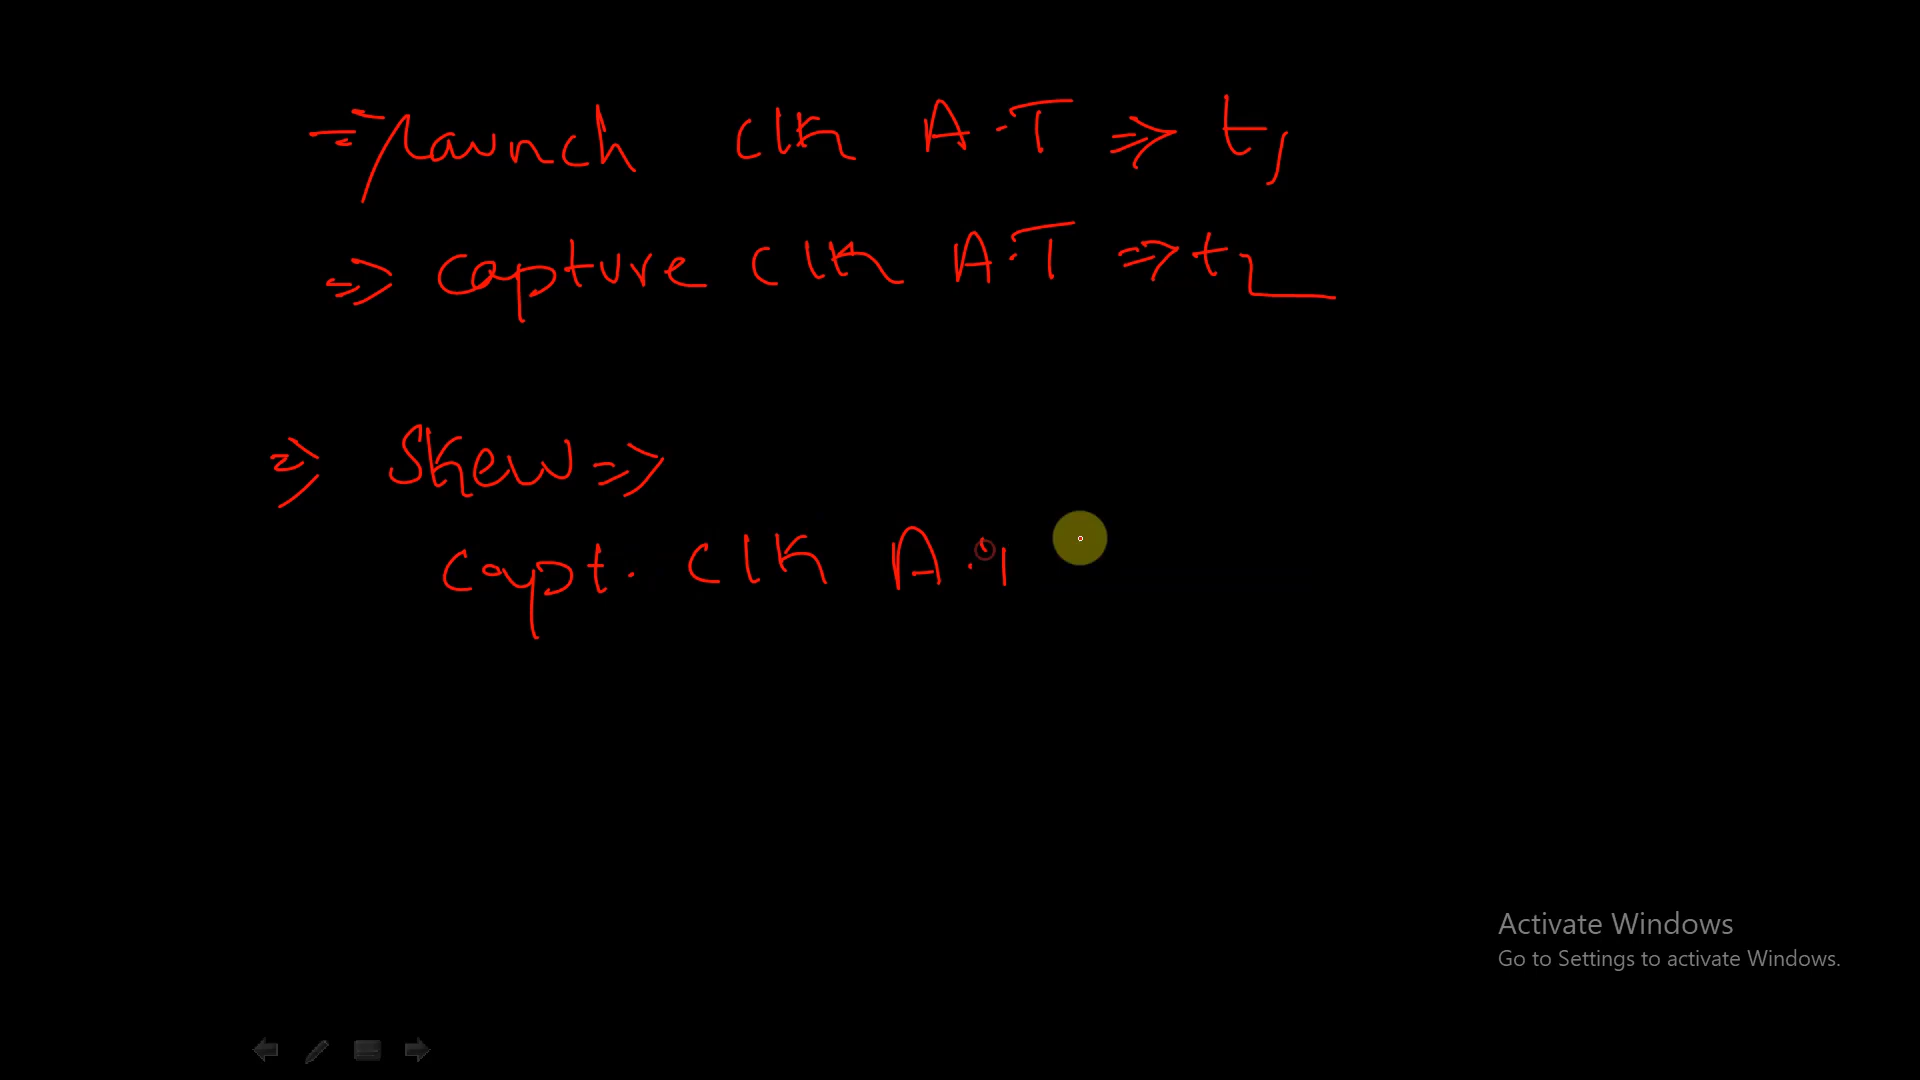 ⇒ launch clk A.T ⇒ t1
⇒ capture clk A.T ⇒ t2
⇒ Skew ⇒
capt. clk A.T
Activate Windows
Go to Settings to activate Windows.